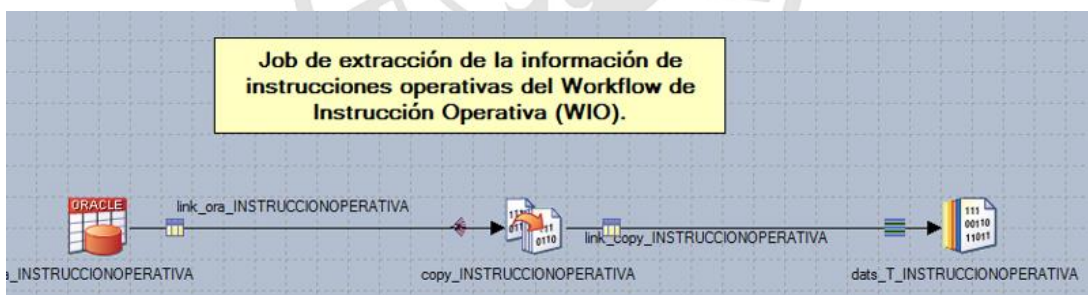 Job de extracción de la información de
instrucciones operativas del Workflow de
Instrucción Operativa (WIO).
ORACLE
link_ora_INSTRUCCIONOPERATIVA
link_copy_INSTRUCCIONOPERATIVA
a_INSTRUCCIONOPERATIVA
copy_INSTRUCCIONOPERATIVA
dats_T_INSTRUCCIONOPERATIVA